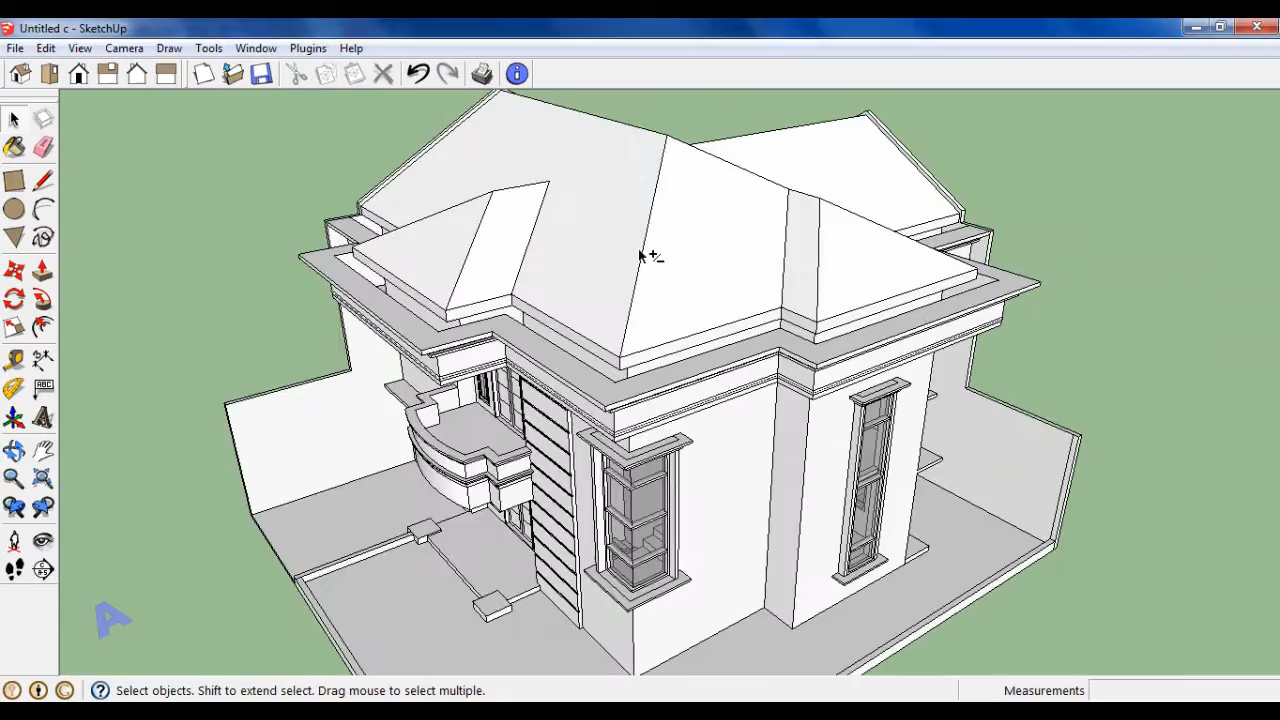 Untitled c - SketchUp
File Edit View Camera Draw Tools Window Plugins Help
ABC
A
Select objects. Shift to extend select. Drag mouse to select multiple.
Measurements